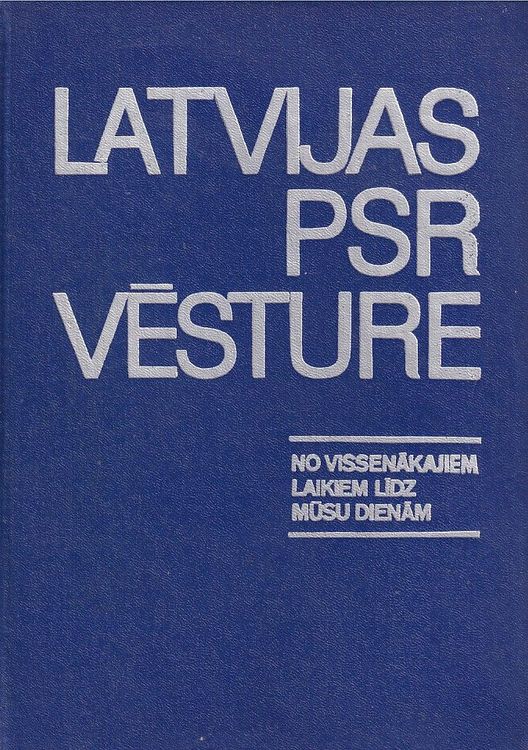 LATVIJAS
PSR
VĒSTURE
NO VISSENĀKAJIEM
LAIKIEM LĪDZ
MŪSU DIENĀM